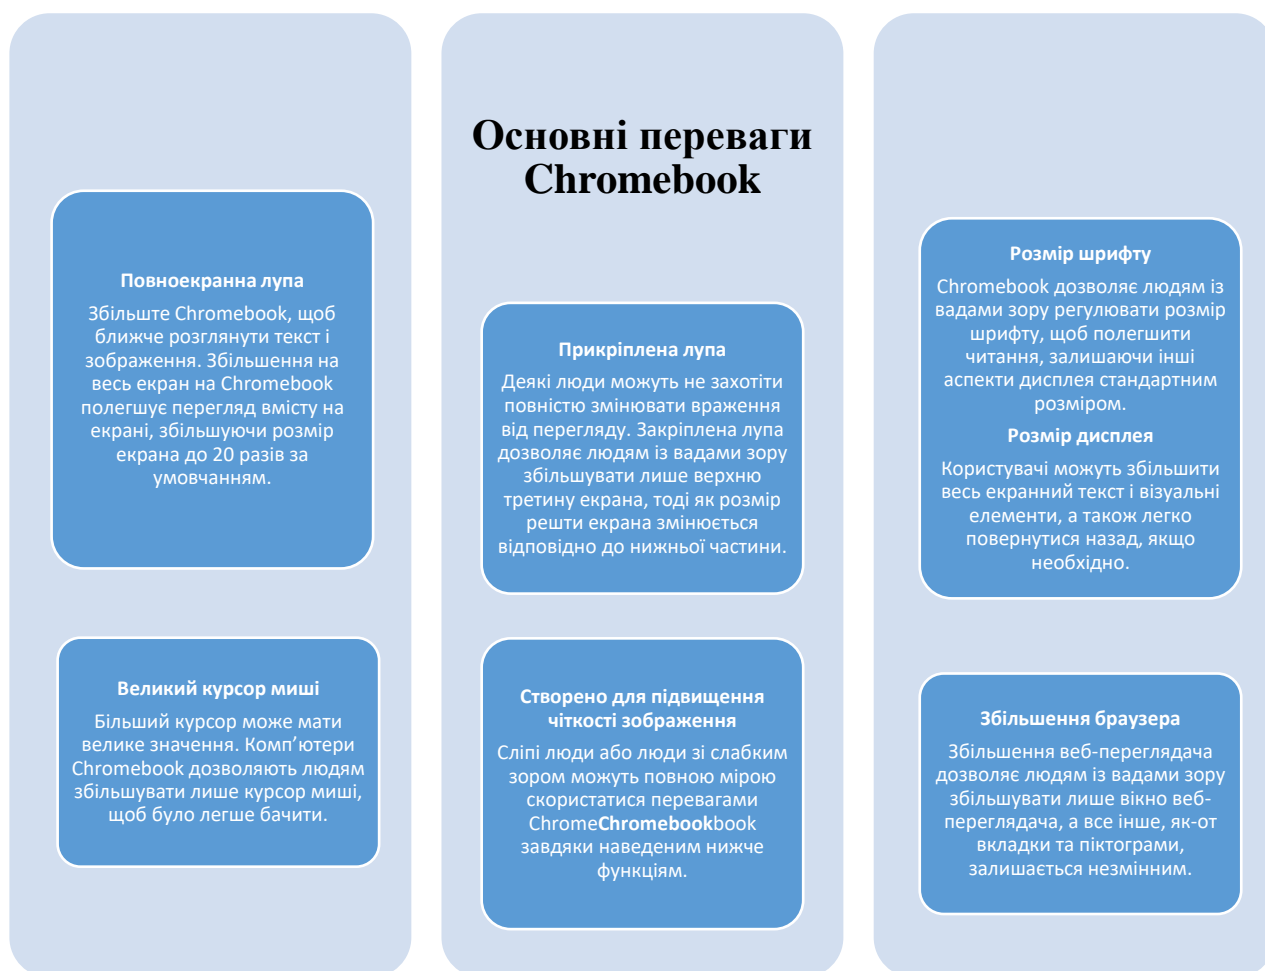 Основні переваги
Chromebook
Повноекранна лупа
Збільште Chromebook, щоб
ближче розглянути текст і
зображення. Збільшення на
весь екран на Chromebook
полегшує перегляд вмісту на
екрані, збільшуючи розмір
екрана до 20 разів за
умовчанням.
Великий курсор миші
Більший курсор може мати
велике значення. Комп’ютери
Chromebook дозволяють людям
збільшувати лише курсор миші,
щоб було легше бачити.
Прикріплена лупа
Деякі люди можуть не захотіти
повністю змінювати враження
від перегляду. Закріплена лупа
дозволяє людям із вадами зору
збільшувати лише верхню
третину екрана, тоді як розмір
решти екрана змінюється
відповідно до нижньої частини.
Створено для підвищення
чіткості зображення
Сліпі люди або люди зі слабким
зором можуть повною мірою
скористатися перевагами
ChromeChromebookbook
завдяки наведеним нижче
функціям.
Розмір шрифту
Chromebook дозволяє людям із
вадами зору регулювати розмір
шрифту, щоб полегшити
читання, залишаючи інші
аспекти дисплея стандартним
розміром.
Розмір дисплея
Користувачі можуть збільшити
весь екранний текст і візуальні
елементи, а також легко
повернутися назад, якщо
необхідно.
Збільшення браузера
Збільшення веб-переглядача
дозволяє людям із вадами зору
збільшувати лише вікно веб-
переглядача, а все інше, як-от
вкладки та піктограми,
залишається незмінним.